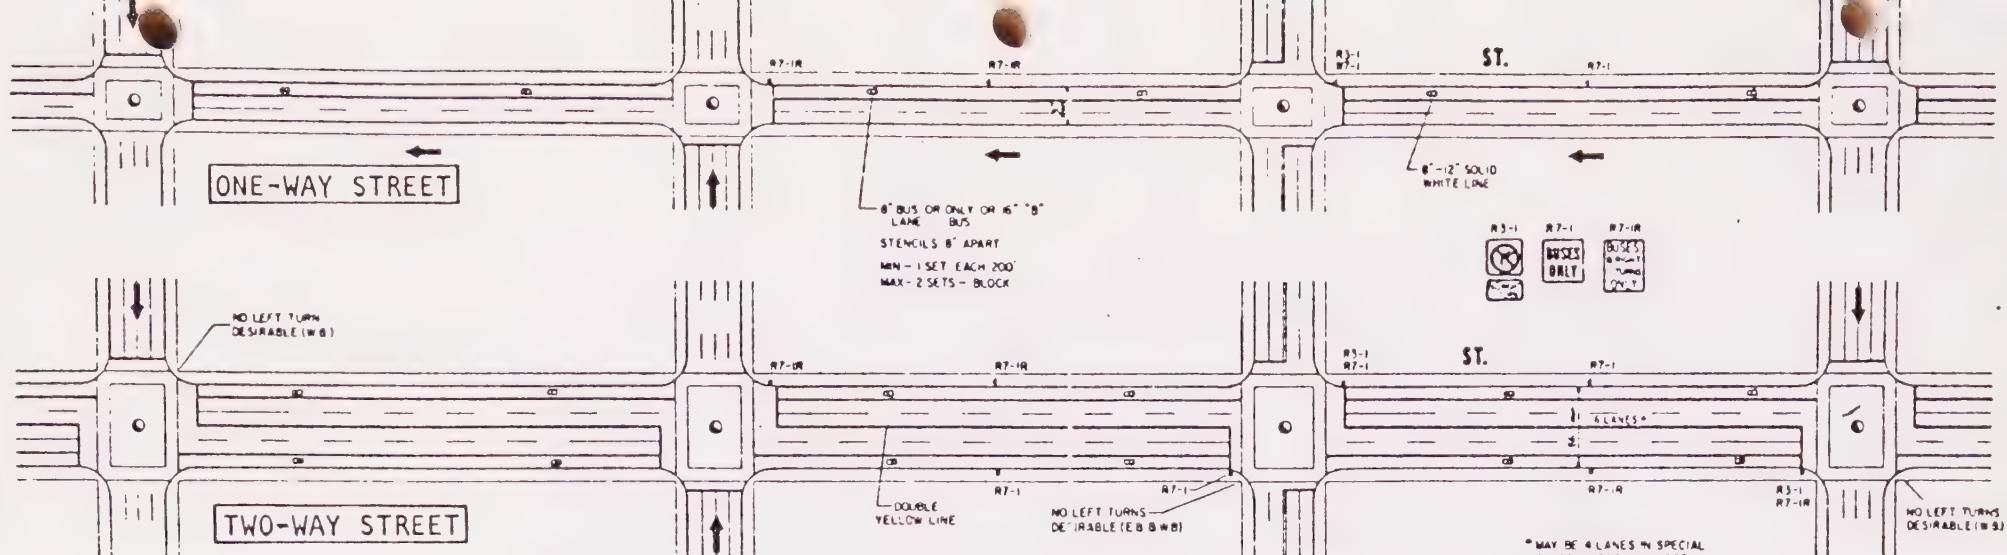 R7-1R
R7-1R
R3-1
R7-1
ST.
R7-1
ONE-WAY STREET
8' BUS OR ONLY OR 16" "B"
LANE BUS
STENCILS 8' APART
MIN - 1 SET EACH 200'
MAX - 2 SETS - BLOCK
8"-12" SOLID
WHITE LINE
R3-1
R7-1
R7-1R
BUSES
ONLY
BUSES
& RIGHT
TURNS
ONLY
NO LEFT TURN
DESIRABLE (W B)
R7-1R
R7-1R
R3-1
R7-1
ST.
R7-1
LANES*
R7-1
R7-1
R7-1R
R3-1
R7-1R
TWO-WAY STREET
DOUBLE
YELLOW LINE
NO LEFT TURNS
DESIRABLE (E B & W B)
NO LEFT TURNS
DESIRABLE (W B)
* MAY BE 4 LANES IN SPECIAL